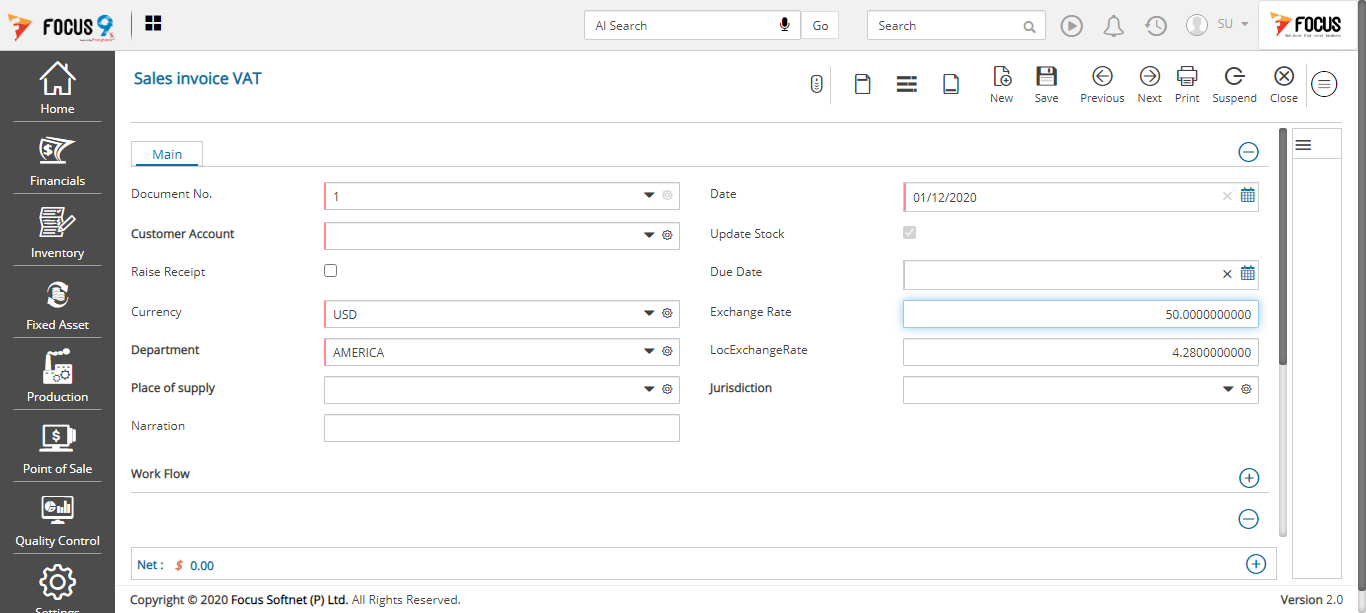 FOCUS 9
AI Search
Go
Search
SU
FOCUS
Home
Financials
Inventory
Fixed Asset
Production
Point of Sale
Quality Control
Settings
Sales invoice VAT
New
Save
Previous
Next
Print
Suspend
Close
Main
Document No.
1
Date
01/12/2020
Customer Account
Update Stock
Raise Receipt
Due Date
Currency
USD
Exchange Rate
50.0000000000
Department
AMERICA
LocExchangeRate
4.2800000000
Place of supply
Jurisdiction
Narration
Work Flow
Net : $ 0.00
Copyright © 2020 Focus Softnet (P) Ltd. All Rights Reserved.
Version 2.0